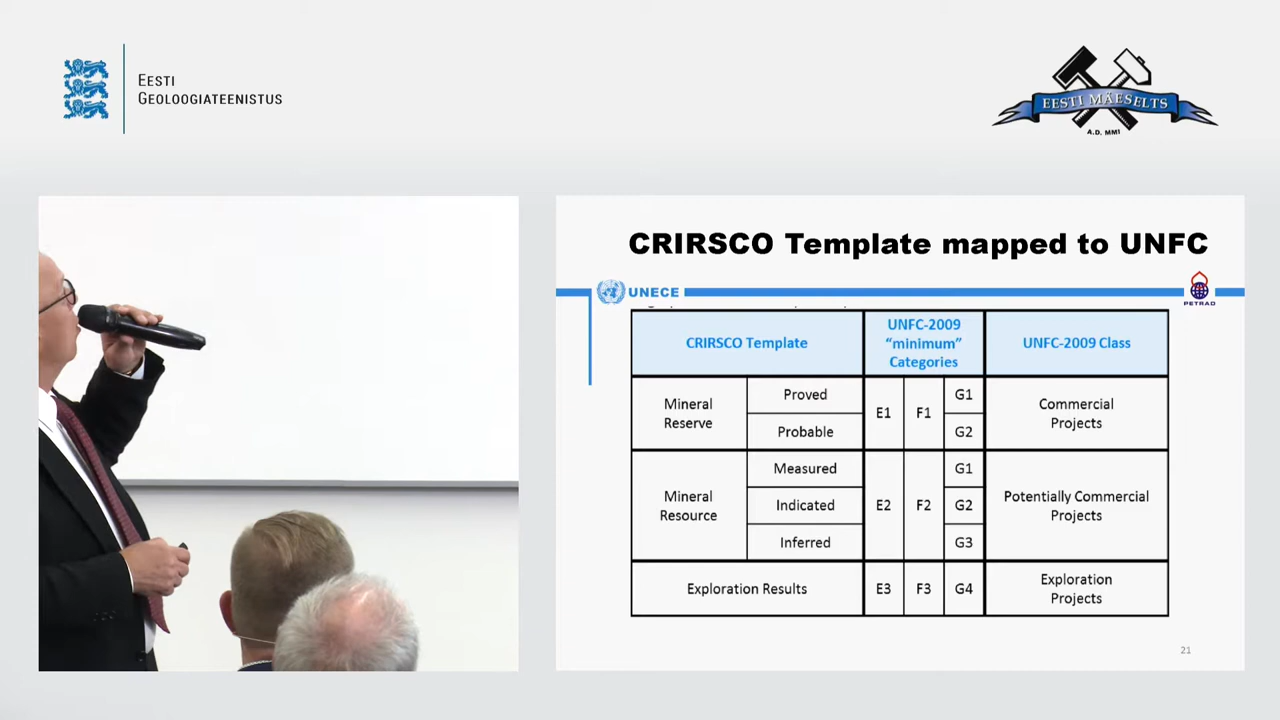 EESTI
GEOLOOGIATEENISTUS
EESTI MÄESELTS
A.D. MMI
CRIRSCO Template mapped to UNFC
UNECE
PETRAD
CRIRSCO Template
UNFC-2009
“minimum”
Categories
UNFC-2009 Class
Mineral
Reserve
Proved
Probable
E1
F1
G1
G2
Commercial
Projects
Mineral
Resource
Measured
Indicated
Inferred
E2
F2
G1
G2
G3
Potentially Commercial
Projects
Exploration Results
E3
F3
G4
Exploration
Projects
21